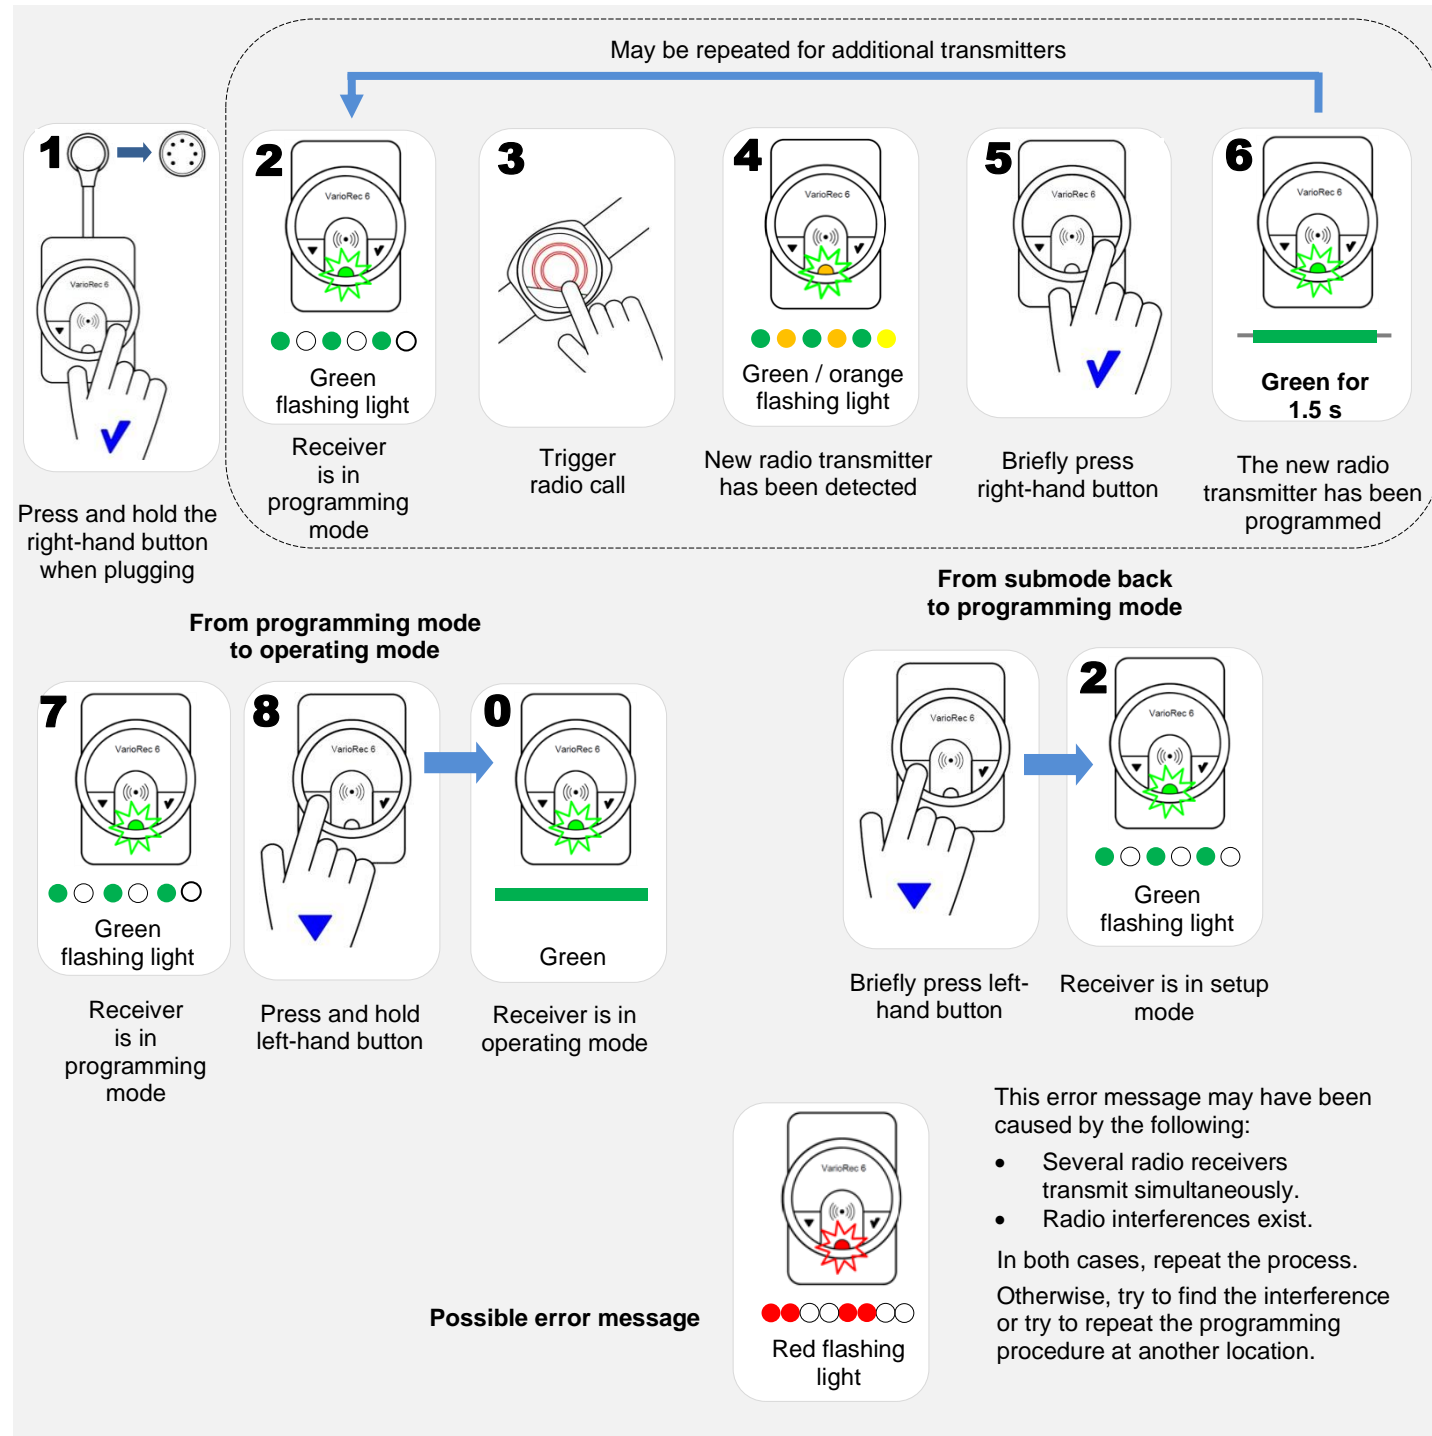 May be repeated for additional transmitters
1
2
3
4
5
6
VarioRec 6
VarioRec 6
VarioRec 6
VarioRec 6
VarioRec 6
Green
flashing light
Green / orange
flashing light
Green for
1.5 s
Press and hold the
right-hand button
when plugging
Receiver
is in
programming
mode
Trigger
radio call
New radio transmitter
has been detected
Briefly press
right-hand button
The new radio
transmitter has been
programmed
From programming mode
to operating mode
From submode back
to programming mode
7
8
0
2
VarioRec 6
VarioRec 6
VarioRec 6
VarioRec 6
VarioRec 6
Green
flashing light
Green
Green
flashing light
Receiver
is in
programming
mode
Press and hold
left-hand button
Receiver is in
operating mode
Briefly press left-
hand button
Receiver is in setup
mode
Possible error message
VarioRec 6
Red flashing
light
This error message may have been
caused by the following:
• Several radio receivers
transmit simultaneously.
• Radio interferences exist.
In both cases, repeat the process.
Otherwise, try to find the interference
or try to repeat the programming
procedure at another location.